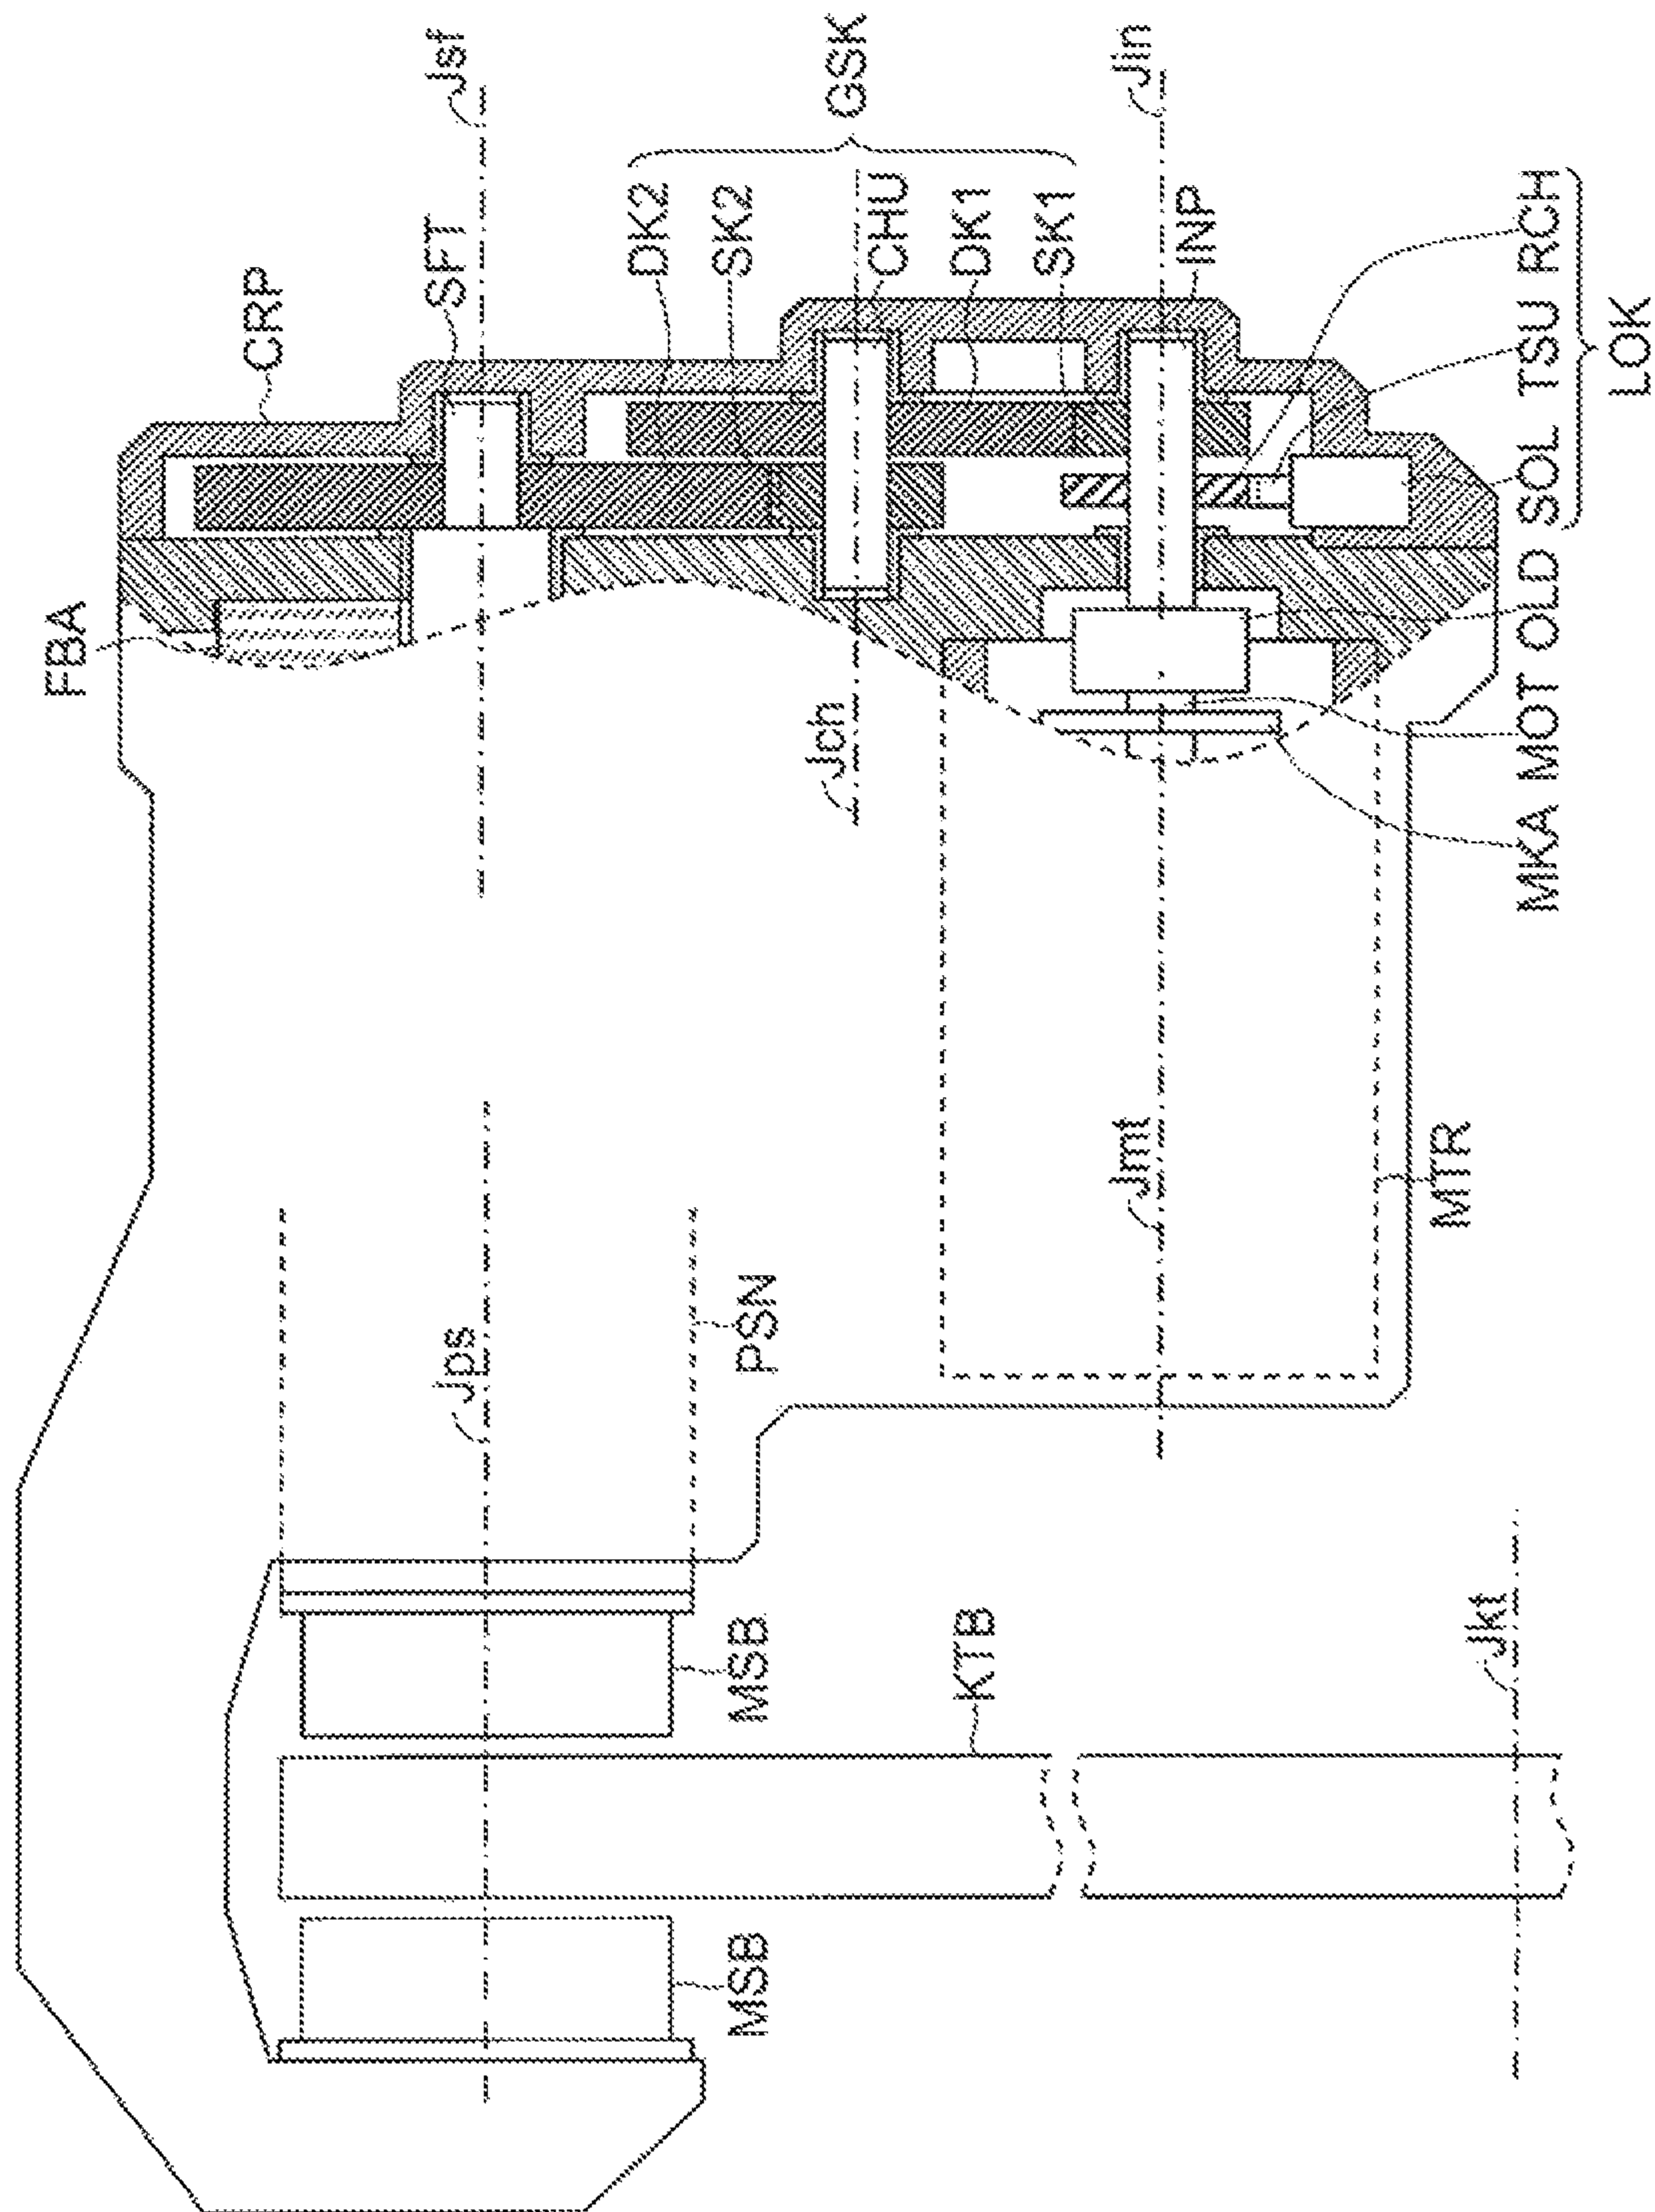 FBA
CRP
SFT
Jsf
DK2
SK2
CHU
DK1
SK1
GSK
Jin
INP
Jch
MKA MOT OLD SOL TSU RCH
LOK
Jps
PSN
Jmt
MTR
MSB
KTB
Jkt
MSB